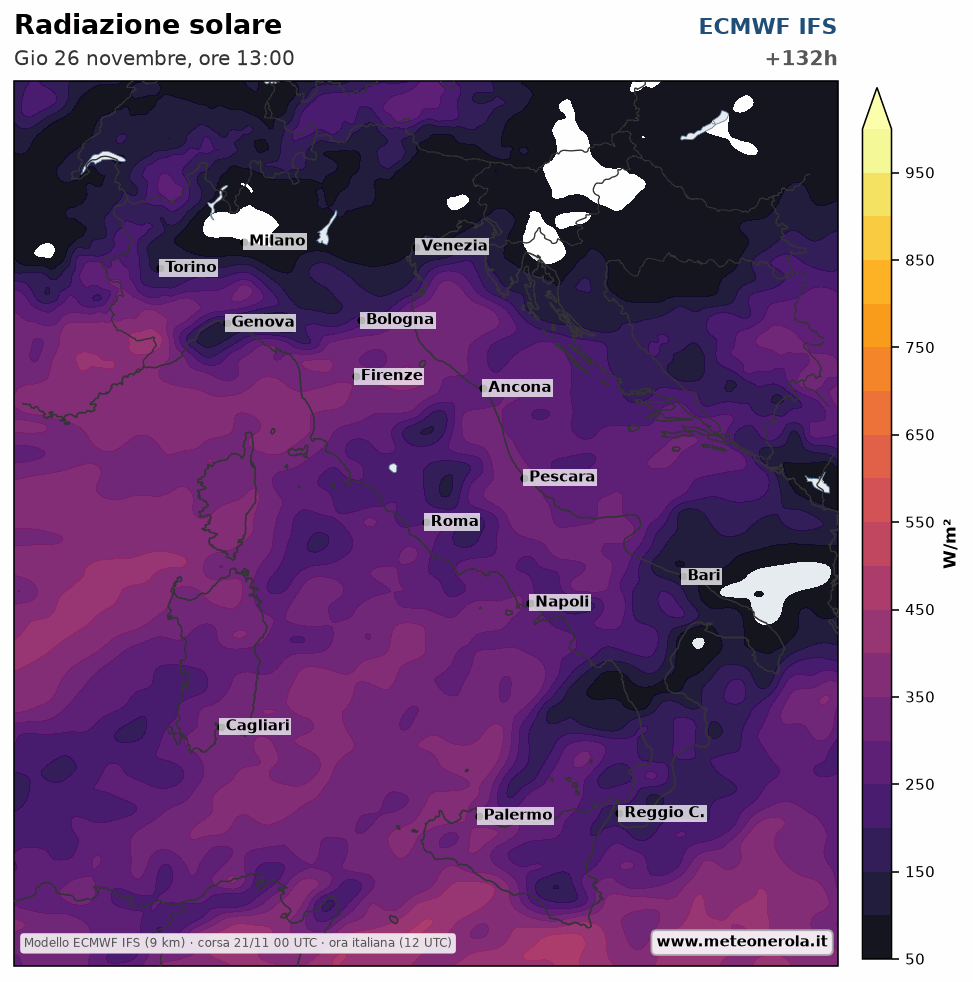 Radiazione solare
ECMWF IFS
Gio 26 novembre, ore 13:00
+132h
Milano
Venezia
Torino
Genova
Bologna
Firenze
Ancona
Pescara
Roma
Bari
Napoli
Cagliari
Palermo
Reggio C.
950
850
750
650
550
450
350
250
150
50
W/m²
Modello ECMWF IFS (9 km) · corsa 21/11 00 UTC · ora italiana (12 UTC)
www.meteonerola.it